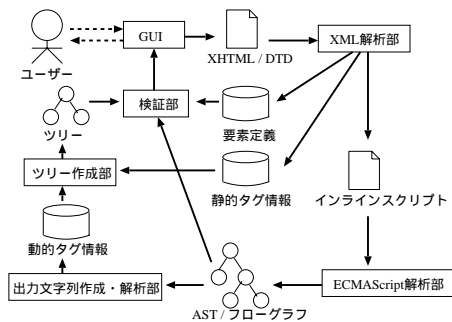 GUI
XHTML / DTD
XML解析部
ユーザー
ツリー
検証部
要素定義
ツリー作成部
静的タグ情報
インラインスクリプト
動的タグ情報
出力文字列作成・解析部
AST / フローグラフ
ECMAScript解析部